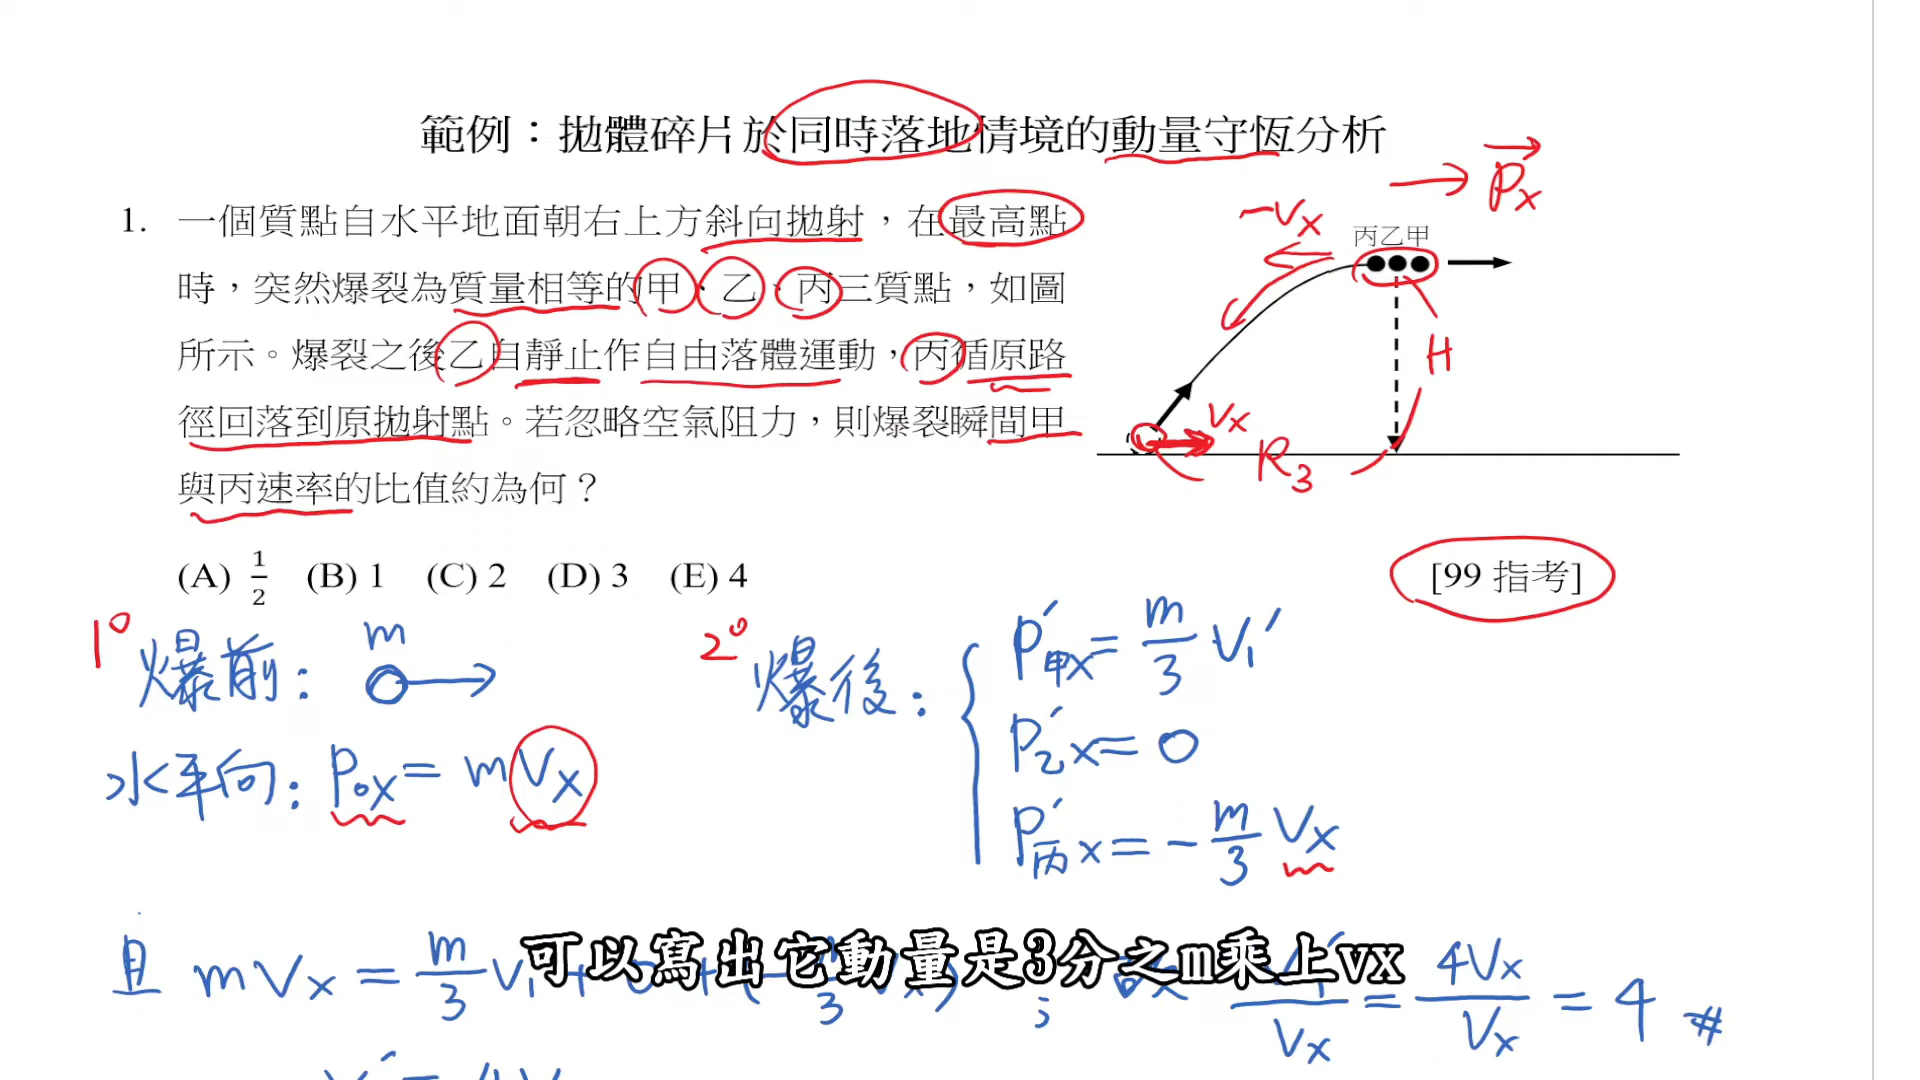 範例：拋體碎片於同時落地情境的動量守恆分析
1. 一個質點自水平地面朝右上方斜向拋射，在最高點
時，突然爆裂為質量相等的甲、乙、丙三質點，如圖
所示。爆裂之後乙自靜止作自由落體運動，丙循原路
徑回落到原拋射點。若忽略空氣阻力，則爆裂瞬間甲
與丙速率的比值約為何？
Px
-Vx
丙乙甲
H
Vx
R3
(A) 1/2 (B) 1 (C) 2 (D) 3 (E) 4
[99 指考]
1° 爆前： m
水平向：P0x = mVx
2° 爆後：
P'甲x = m/3 V1'
P'乙x = 0
P'丙x = - m/3 Vx
可以寫出它動量是3分之m乘上vx
且 mVx = m/3 V1
Vx = 4Vx/Vx = 4 #